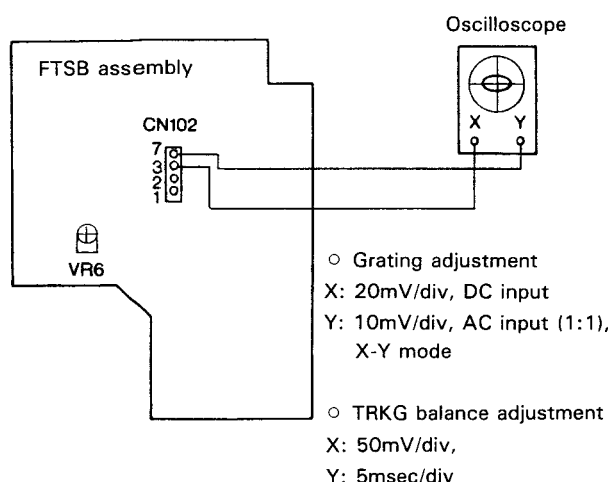 Oscilloscope
FTSB assembly
X Y
CN102
7
3
2
1
VR6
○ Grating adjustment
X: 20mV/div, DC input
Y: 10mV/div, AC input (1:1),
X-Y mode
○ TRKG balance adjustment
X: 50mV/div,
Y: 5msec/div